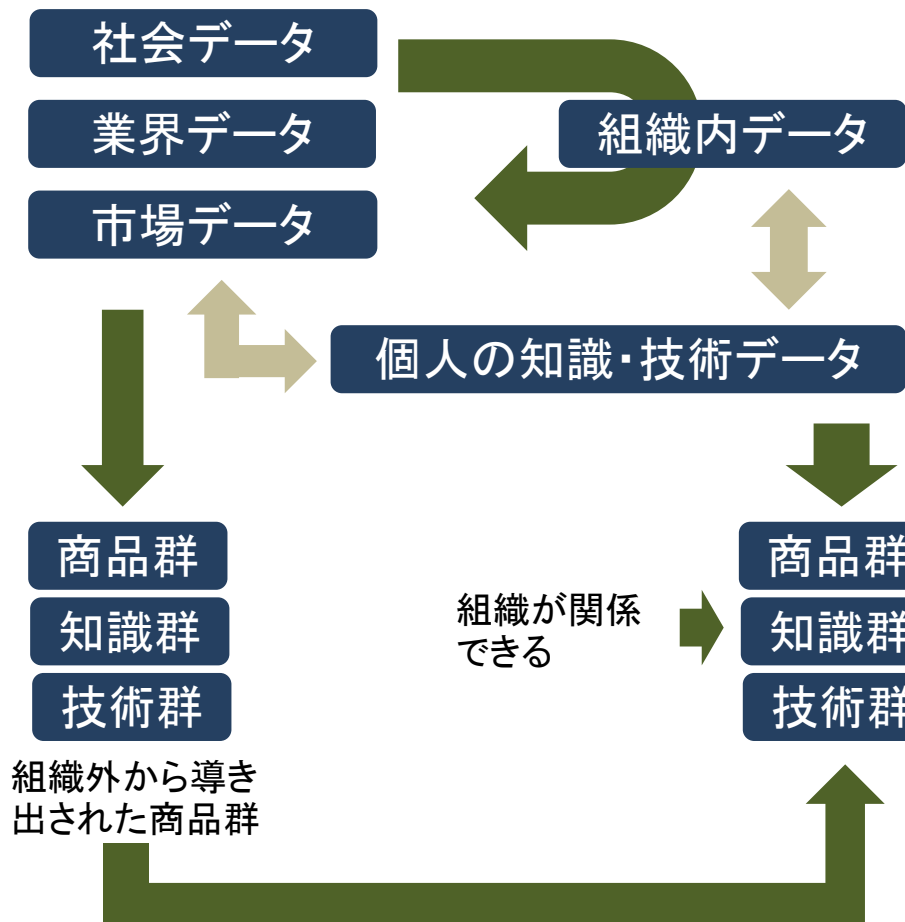 社会データ
業界データ
市場データ
組織内データ
個人の知識・技術データ
商品群
知識群
技術群
組織外から導き
出された商品群
組織が関係
できる
商品群
知識群
技術群